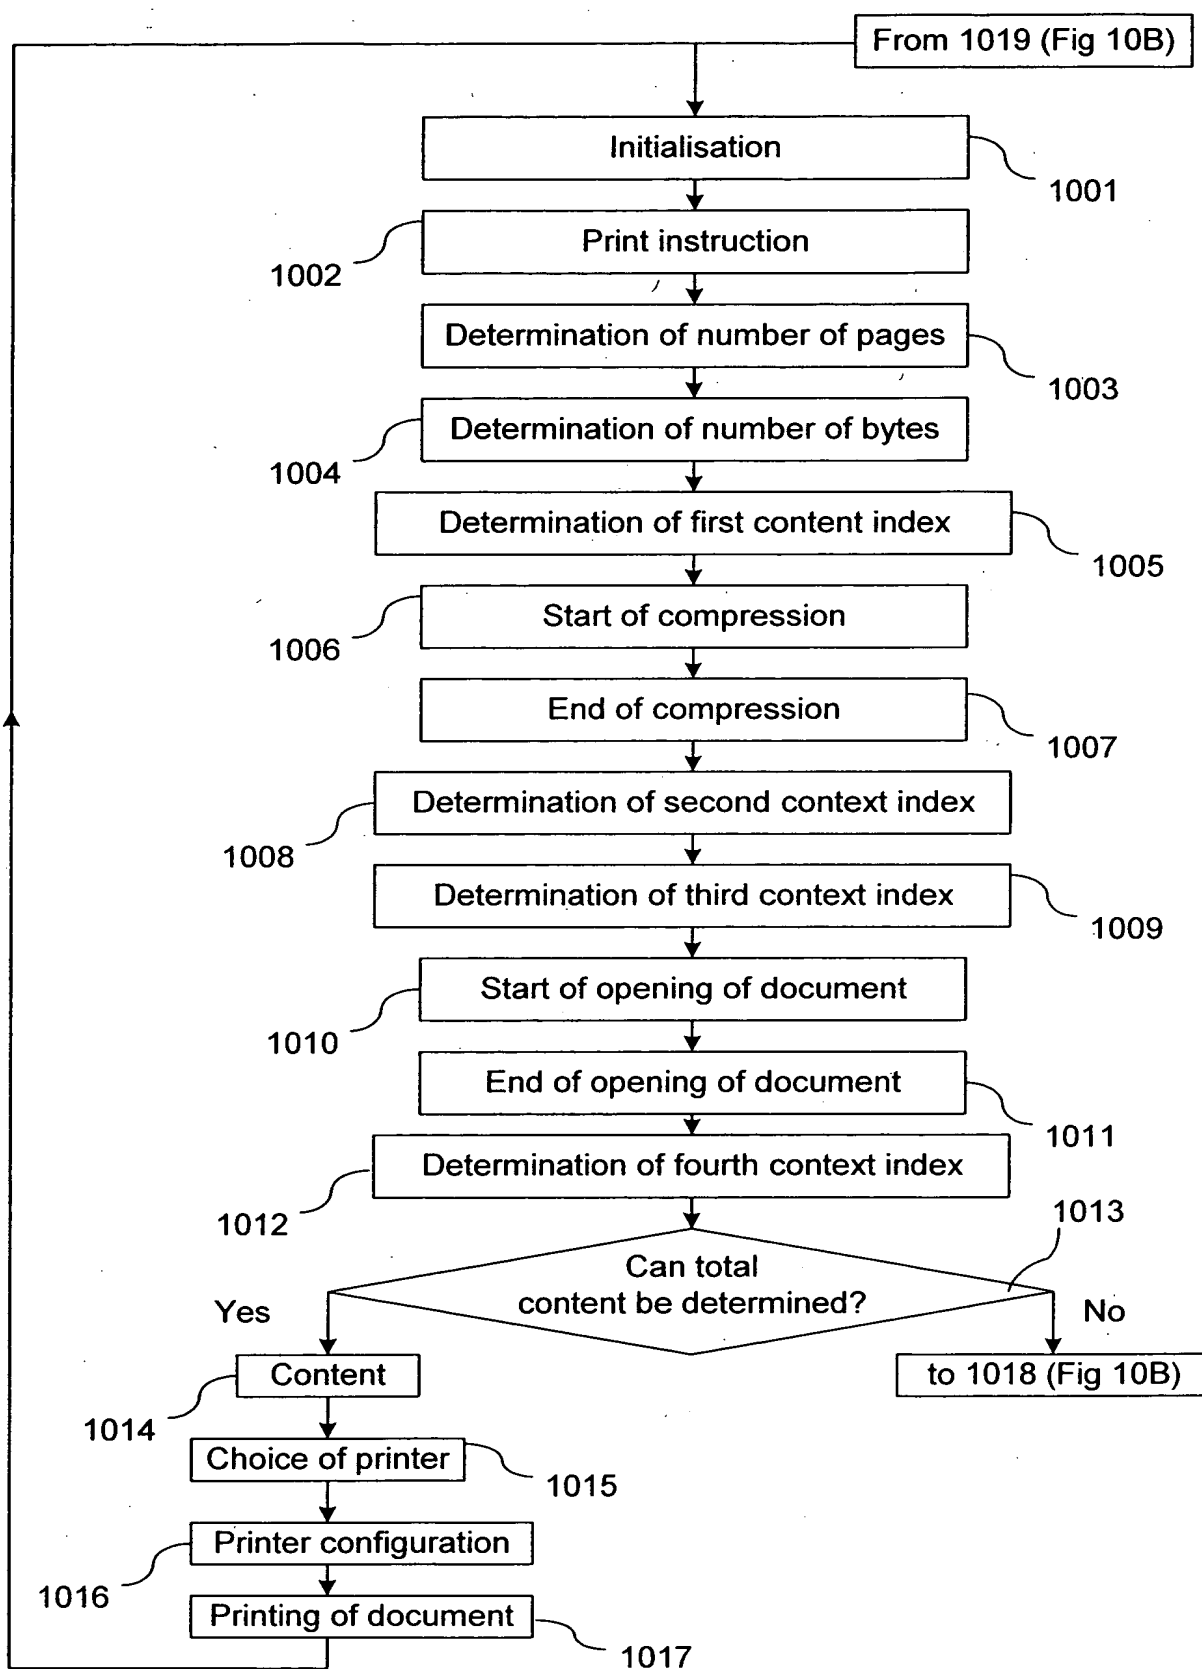 From 1019 (Fig 10B)
Initialisation
1001
Print instruction
1002
Determination of number of pages
1003
Determination of number of bytes
1004
Determination of first content index
1005
Start of compression
1006
End of compression
1007
Determination of second context index
1008
Determination of third context index
1009
Start of opening of document
1010
End of opening of document
1011
Determination of fourth context index
1012
1013
Can total
content be determined?
Yes
No
Content
to 1018 (Fig 10B)
1014
Choice of printer
1015
Printer configuration
1016
Printing of document
1017